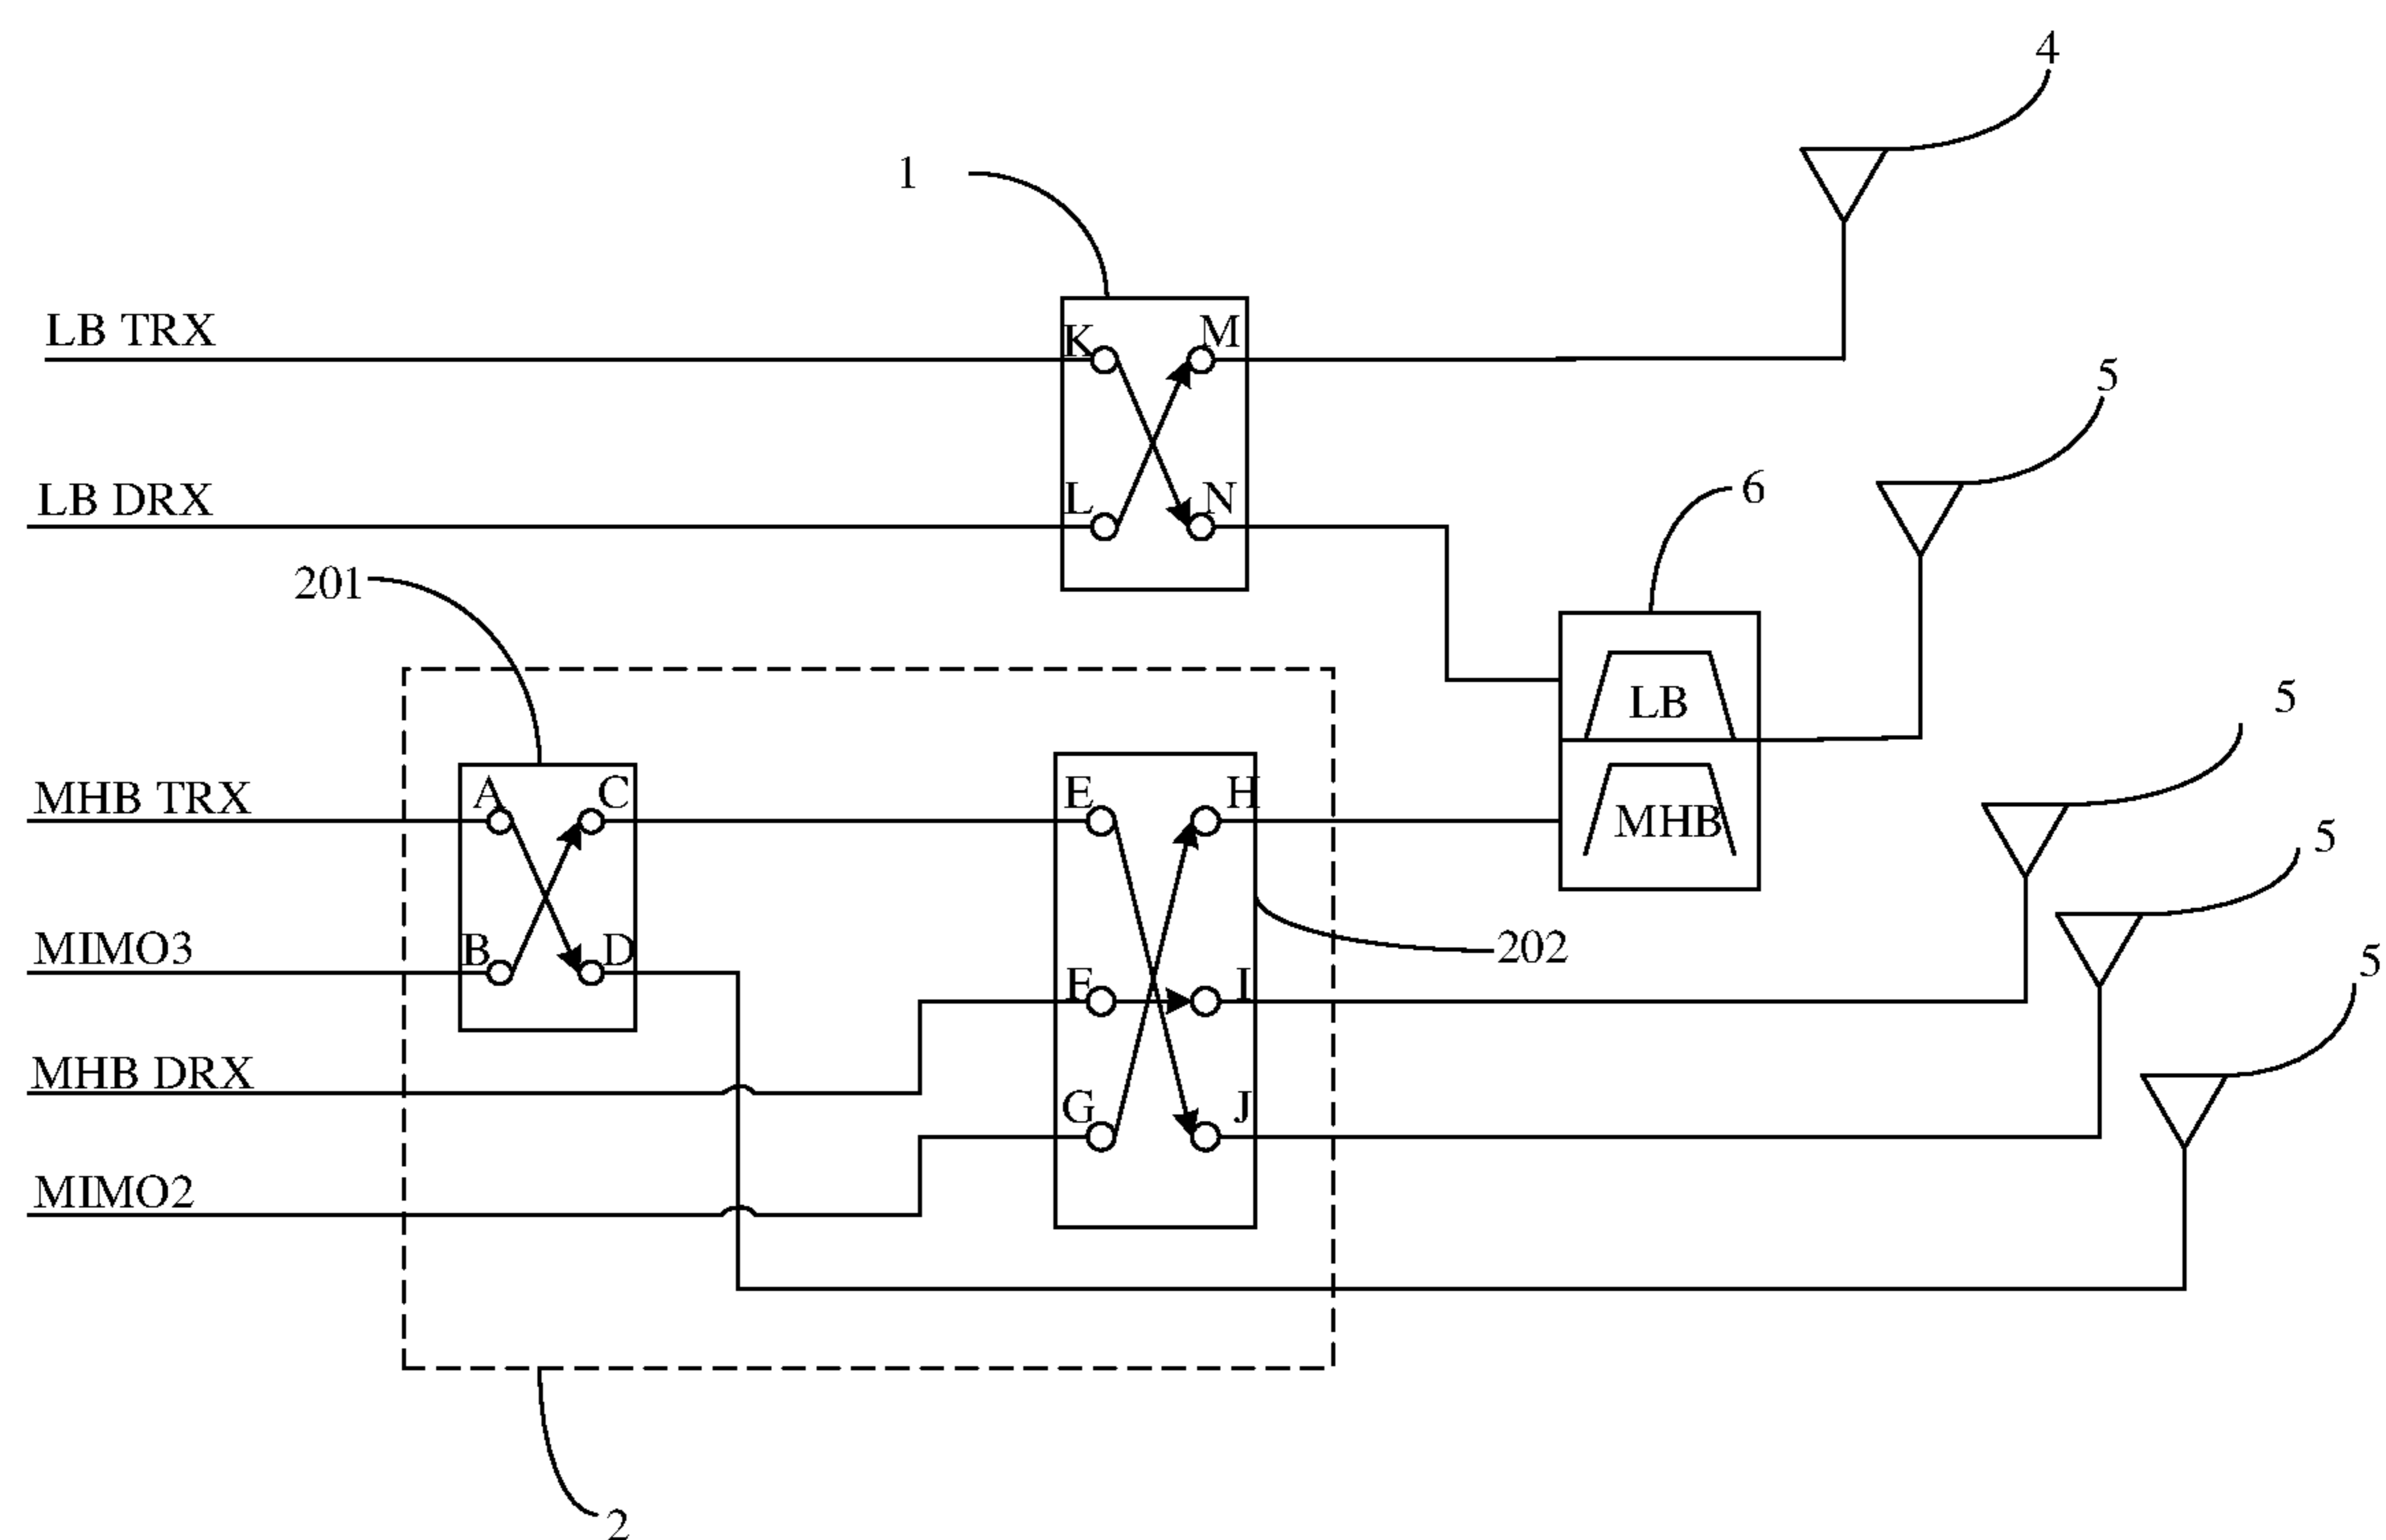 4
1
K M
LB TRX
5
L N
LB DRX
6
201
LB
5
A C
E H
MHB TRX
MHB
5
B D
MIMO3
202
5
F I
MHB DRX
G J
MIMO2
2